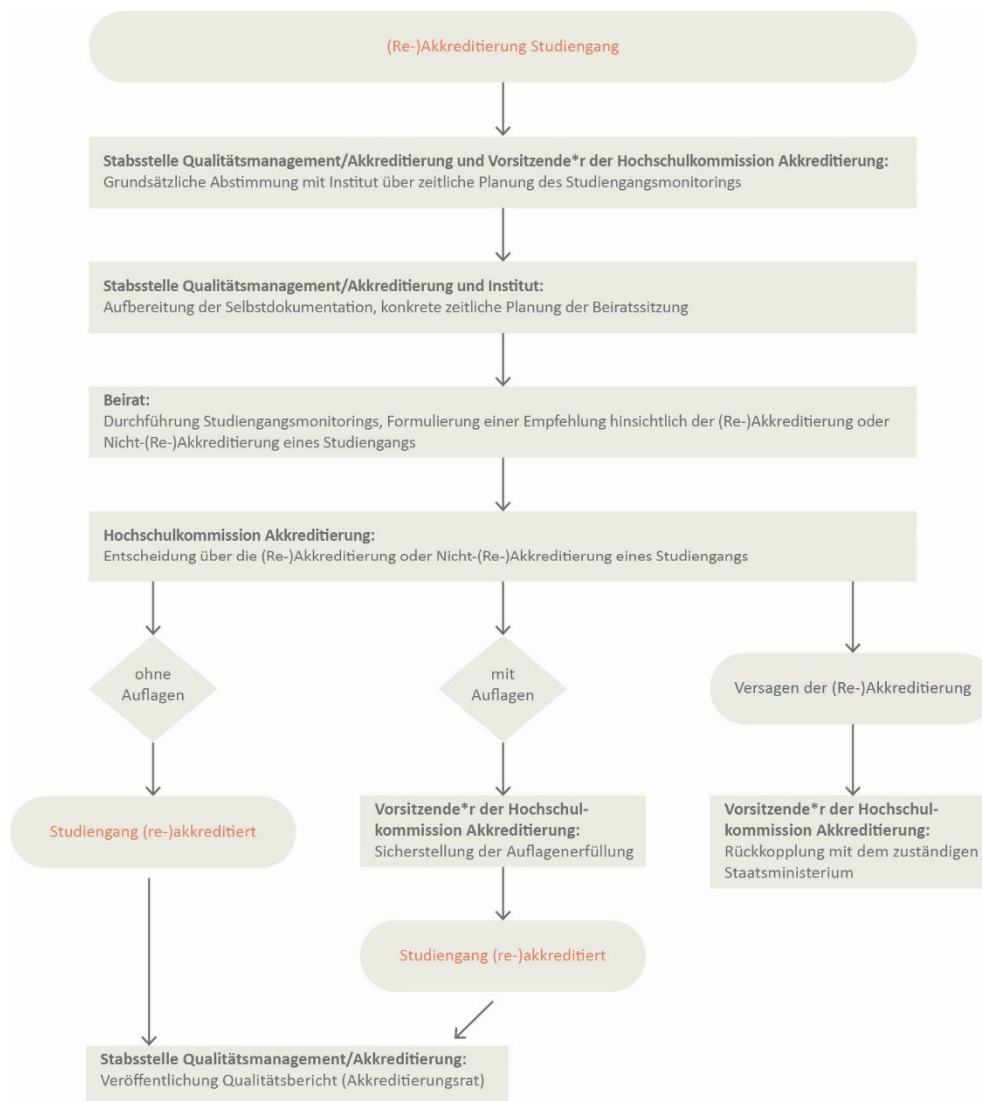 (Re-)Akkreditierung Studiengang
Stabsstelle Qualitätsmanagement/Akkreditierung und Vorsitzende*r der Hochschulkommission Akkreditierung:
Grundsätzliche Abstimmung mit Institut über zeitliche Planung des Studiengangsmonitorings
Stabsstelle Qualitätsmanagement/Akkreditierung und Institut:
Aufbereitung der Selbstdokumentation, konkrete zeitliche Planung der Beiratssitzung
Beirat:
Durchführung Studiengangsmonitorings, Formulierung einer Empfehlung hinsichtlich der (Re-)Akkreditierung oder
Nicht-(Re-)Akkreditierung eines Studiengangs
Hochschulkommission Akkreditierung:
Entscheidung über die (Re-)Akkreditierung oder Nicht-(Re-)Akkreditierung eines Studiengangs
ohne
Auflagen
mit
Auflagen
Versagen der (Re-)Akkreditierung
Studiengang (re-)akkreditiert
Vorsitzende*r der Hochschul-
kommission Akkreditierung:
Sicherstellung der Auflagenerfüllung
Vorsitzende*r der Hochschul-
kommission Akkreditierung:
Rückkopplung mit dem zuständigen
Staatsministerium
Studiengang (re-)akkreditiert
Stabsstelle Qualitätsmanagement/Akkreditierung:
Veröffentlichung Qualitätsbericht (Akkreditierungsrat)